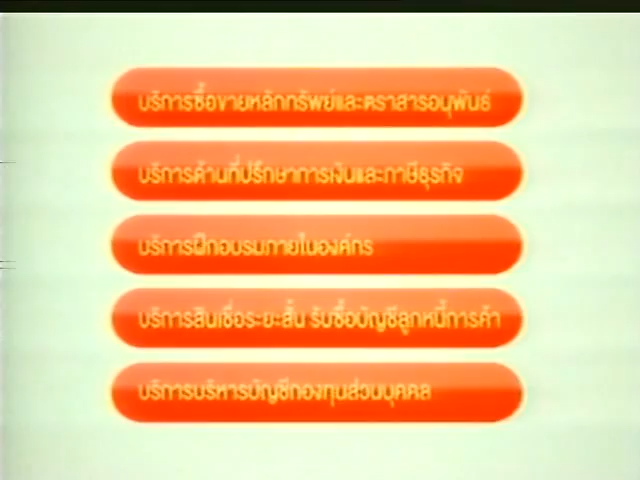 บริการซื้อขายหลักทรัพย์และตราสารอนุพันธ์
บริการด้านที่ปรึกษาการเงินและภาษีธุรกิจ
บริการฝึกอบรมภายในองค์กร
บริการสินเชื่อระยะสั้น รับซื้อบัญชีลูกหนี้การค้า
บริการบริหารบัญชีกองทุนส่วนบุคคล